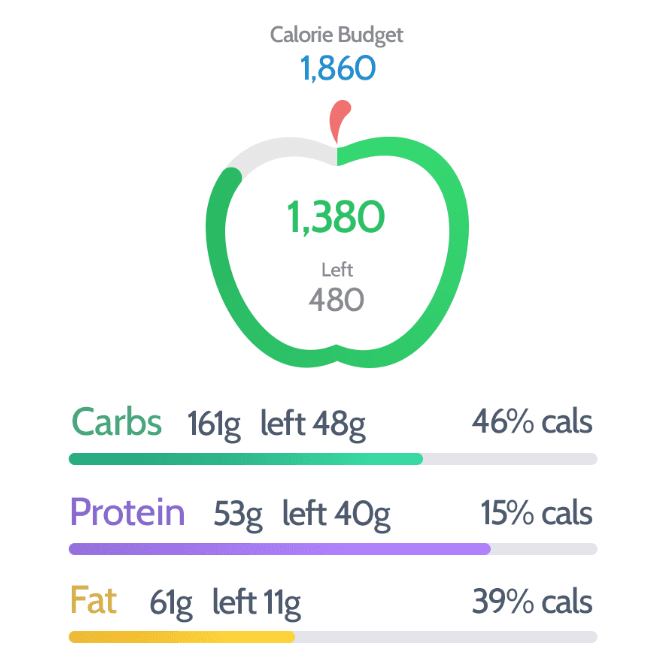 Calorie Budget
1,860
1,380
Left
480
Carbs 161g left 48g 46% cals
Protein 53g left 40g 15% cals
Fat 61g left 11g 39% cals